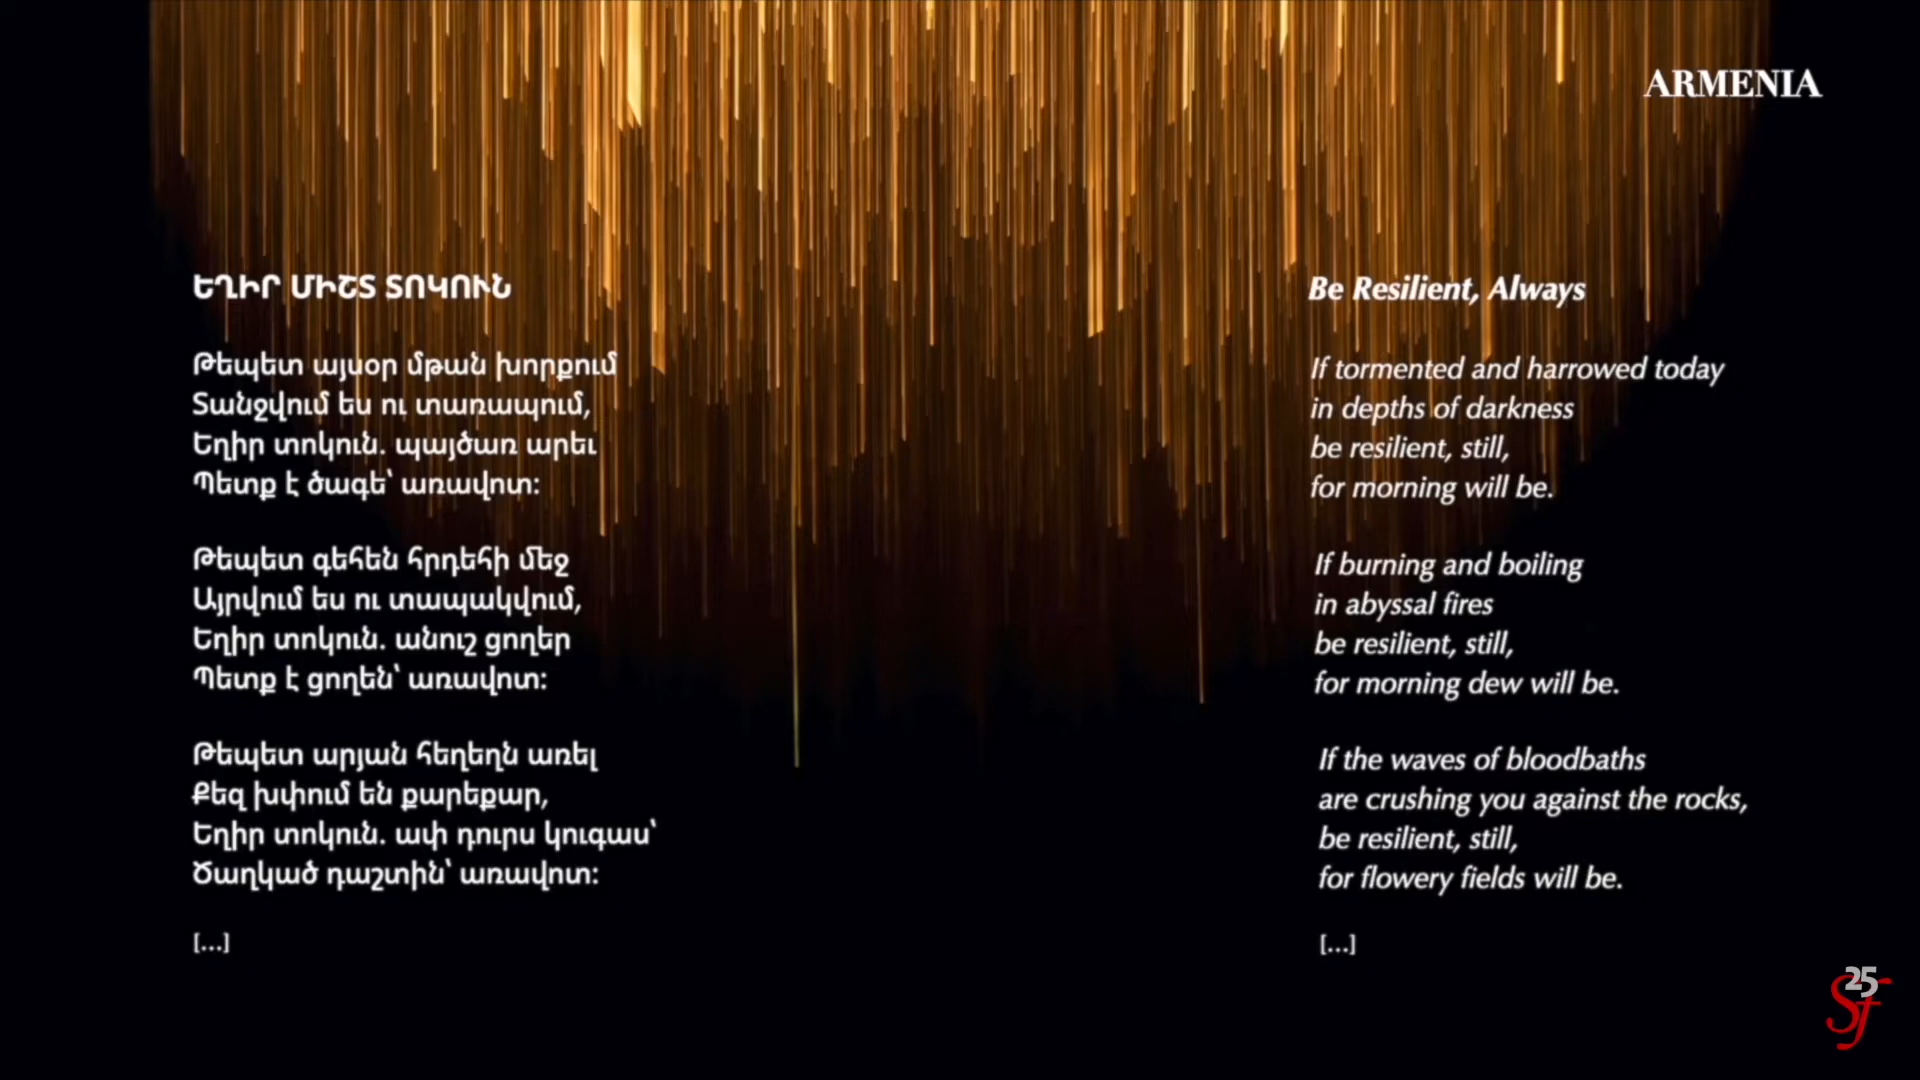 ARMENIA
ԵՂԻՐ ՄԻՇՏ ՏՈԿՈՒՆ
Թեպետ այսօր մթան խորքում
Տանջվում ես ու տառապում,
Եղիր տոկուն. պայծառ արեւ
Պետք է ծագե՝ առավոտ:
Թեպետ գեհեն հրդեհի մեջ
Այրվում ես ու տապակվում,
Եղիր տոկուն. անուշ ցողեր
Պետք է ցողեն՝ առավոտ:
Թեպետ արյան հեղեղն առել
Քեզ խփում են քարեքար,
Եղիր տոկուն. ափ դուրս կուգաս՝
Ծաղկած դաշտին՝ առավոտ:
[...]
Be Resilient, Always
If tormented and harrowed today
in depths of darkness
be resilient, still,
for morning will be.
If burning and boiling
in abyssal fires
be resilient, still,
for morning dew will be.
If the waves of bloodbaths
are crushing you against the rocks,
be resilient, still,
for flowery fields will be.
[...]
25
Sf